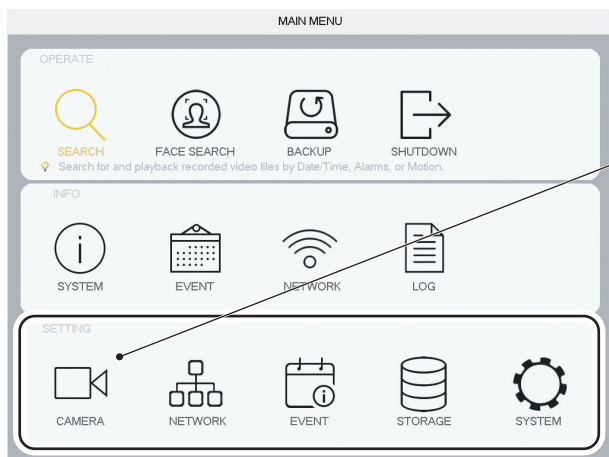 MAIN MENU
OPERATE
SEARCH FACE SEARCH BACKUP SHUTDOWN
Search for and playback recorded video files by Date/Time, Alarms, or Motion.
INFO
SYSTEM EVENT NETWORK LOG
SETTING
CAMERA NETWORK EVENT STORAGE SYSTEM